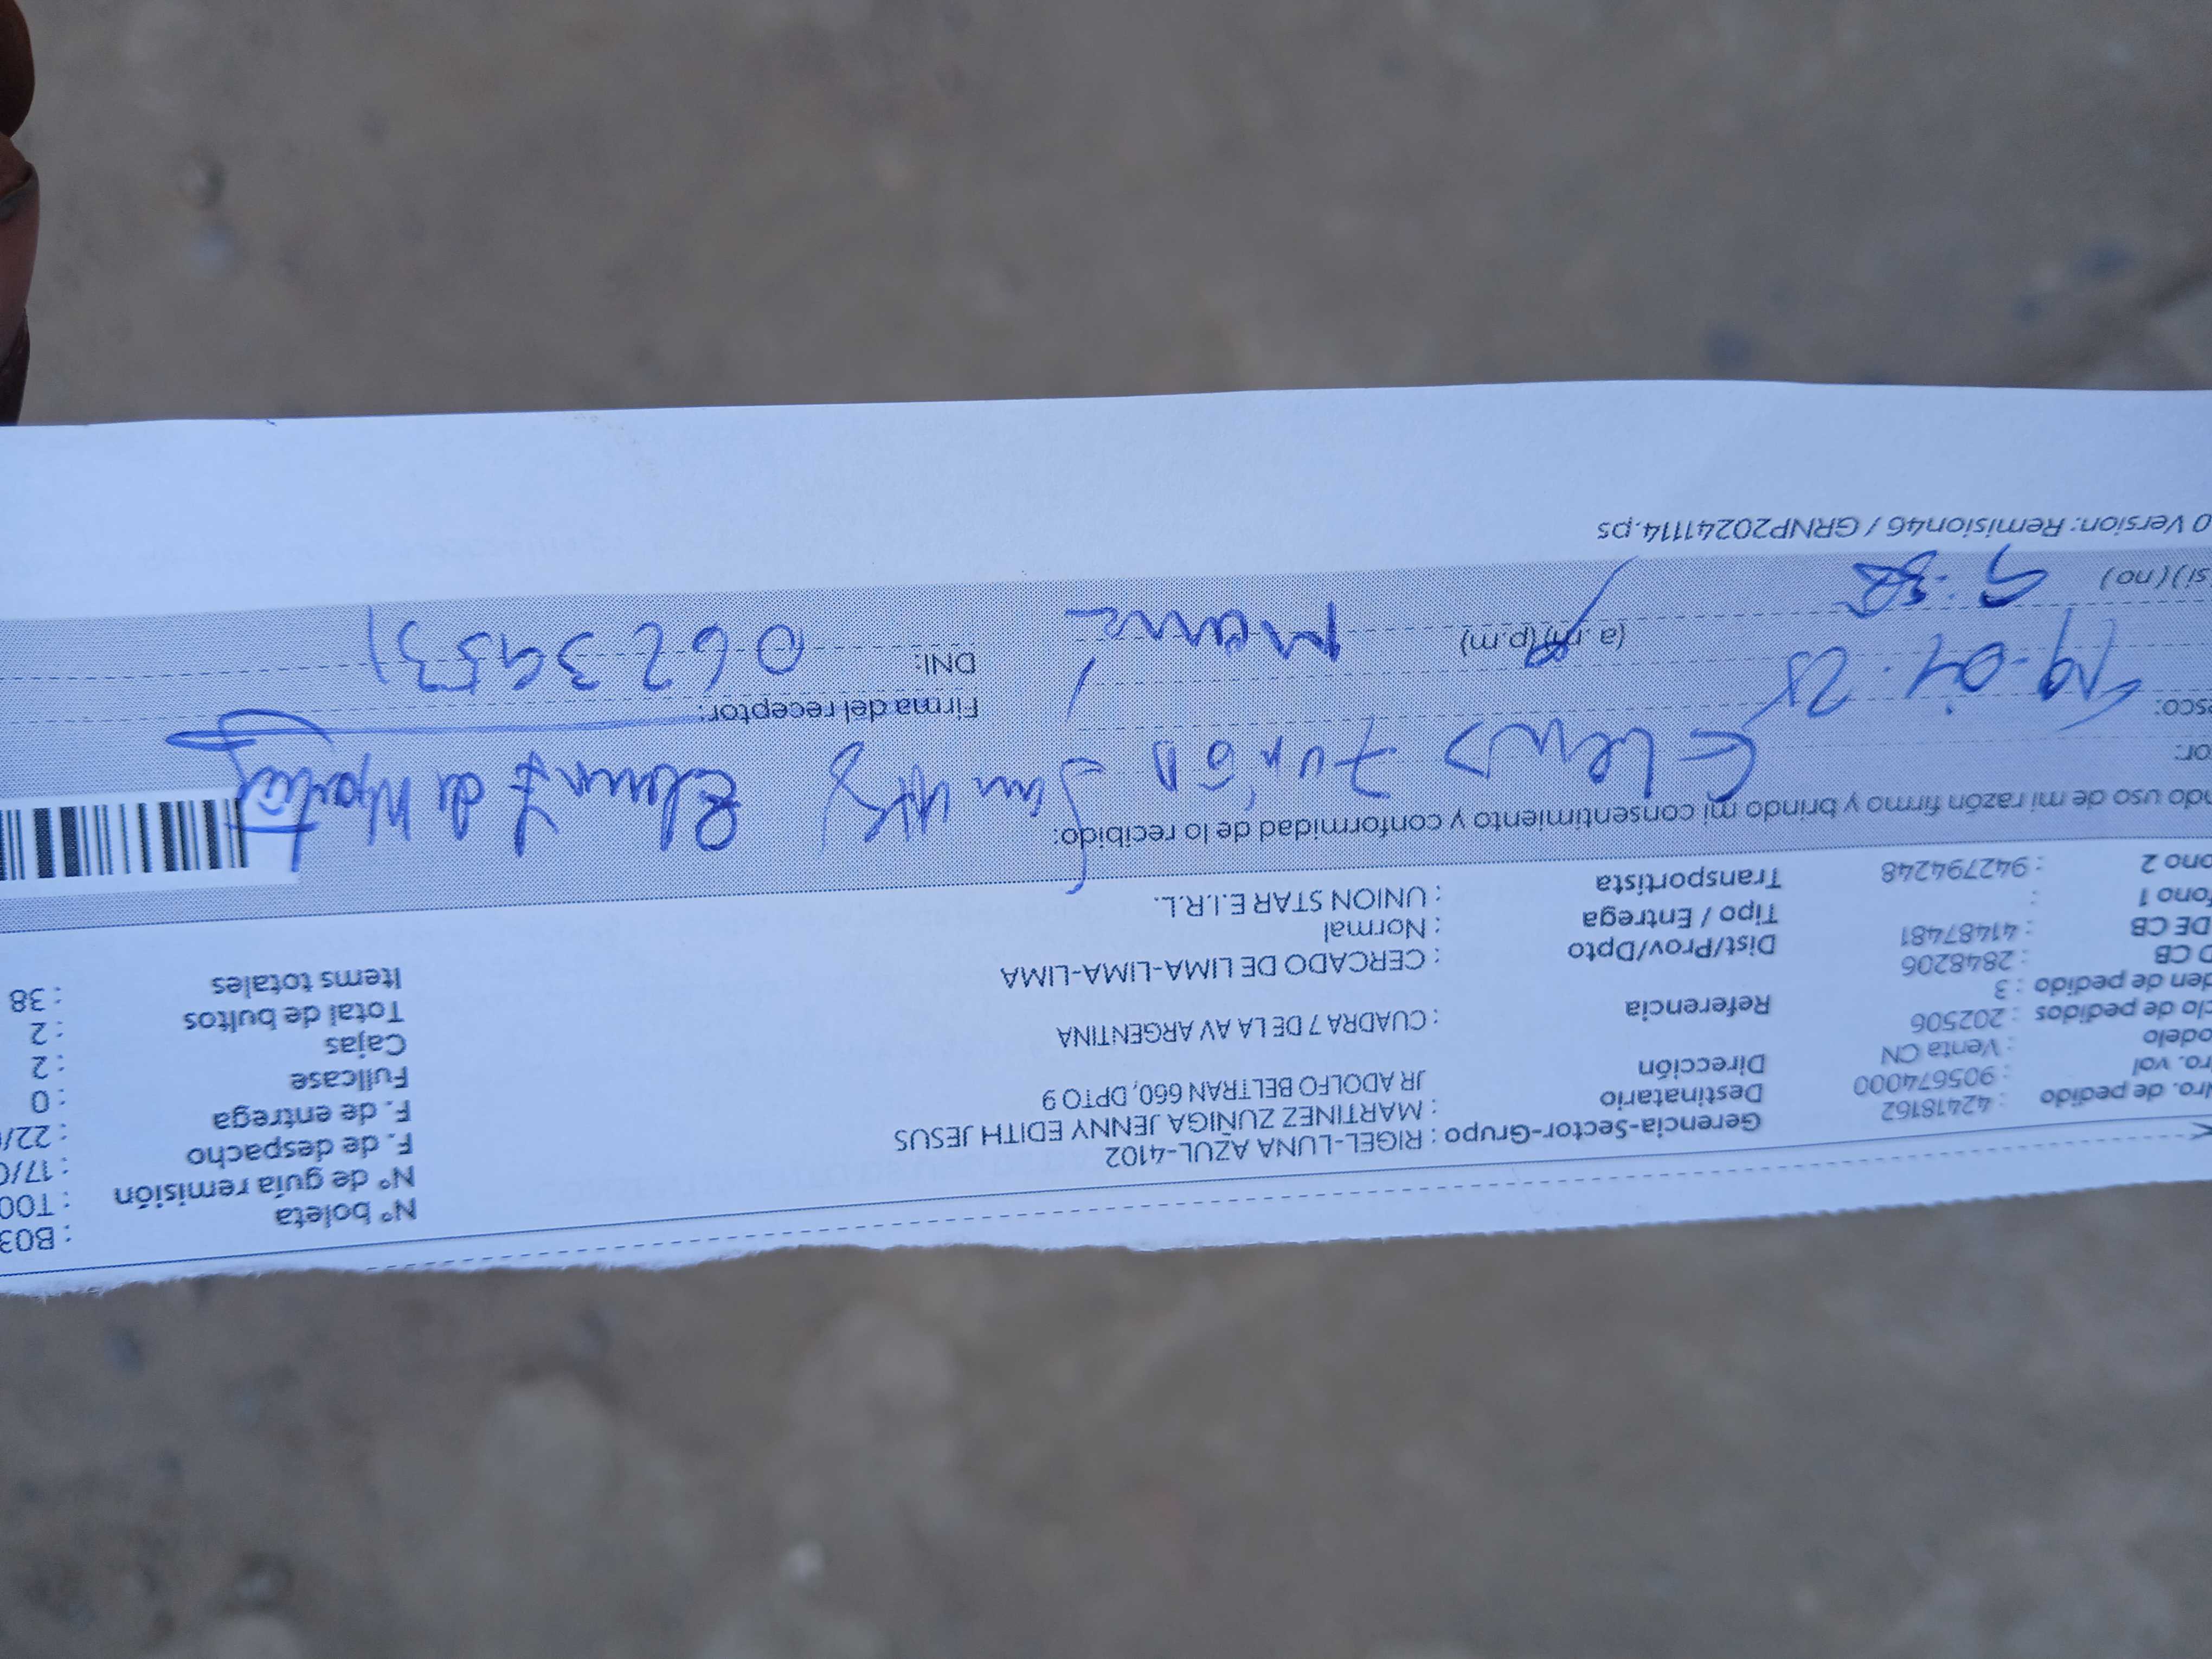 Nº boleta : B03
Nº de guía remisión : T00
Gerencia-Sector-Grupo : RIGEL-LUNA AZUL-4102
F. de despacho : 17/0
Nro. de pedido : 42418162
Destinatario : MARTINEZ ZUÑIGA JENNY EDITH JESUS
F. de entrega : 22/
ro. vol : 905674000
Dirección JR ADOLFO BELTRAN 660, DPTO 9
Fullcase : 0
odelo : Venta CN
Cajas : 2
clo de pedidos : 202506
Referencia : CUADRA 7 DE LA AV ARGENTINA
Total de bultos : 2
den de pedido : 3
Items totales : 38
D CB : 2848206
Dist/Prov/Dpto : CERCADO DE LIMA-LIMA-LIMA
DE CB : 41487481
Tipo / Entrega : Normal
fono 1 :
Transportista : UNION STAR E.I.R.L.
ono 2 : 942794248
ndo uso de mi razón firmo y brindo mi consentimiento y conformidad de lo recibido:
or:
Firma del receptor:
esco:
19-04-25
(a.m)(p.m)
DNI:
si)(no)
0 Version: Remision46 / GRNP20241114.ps